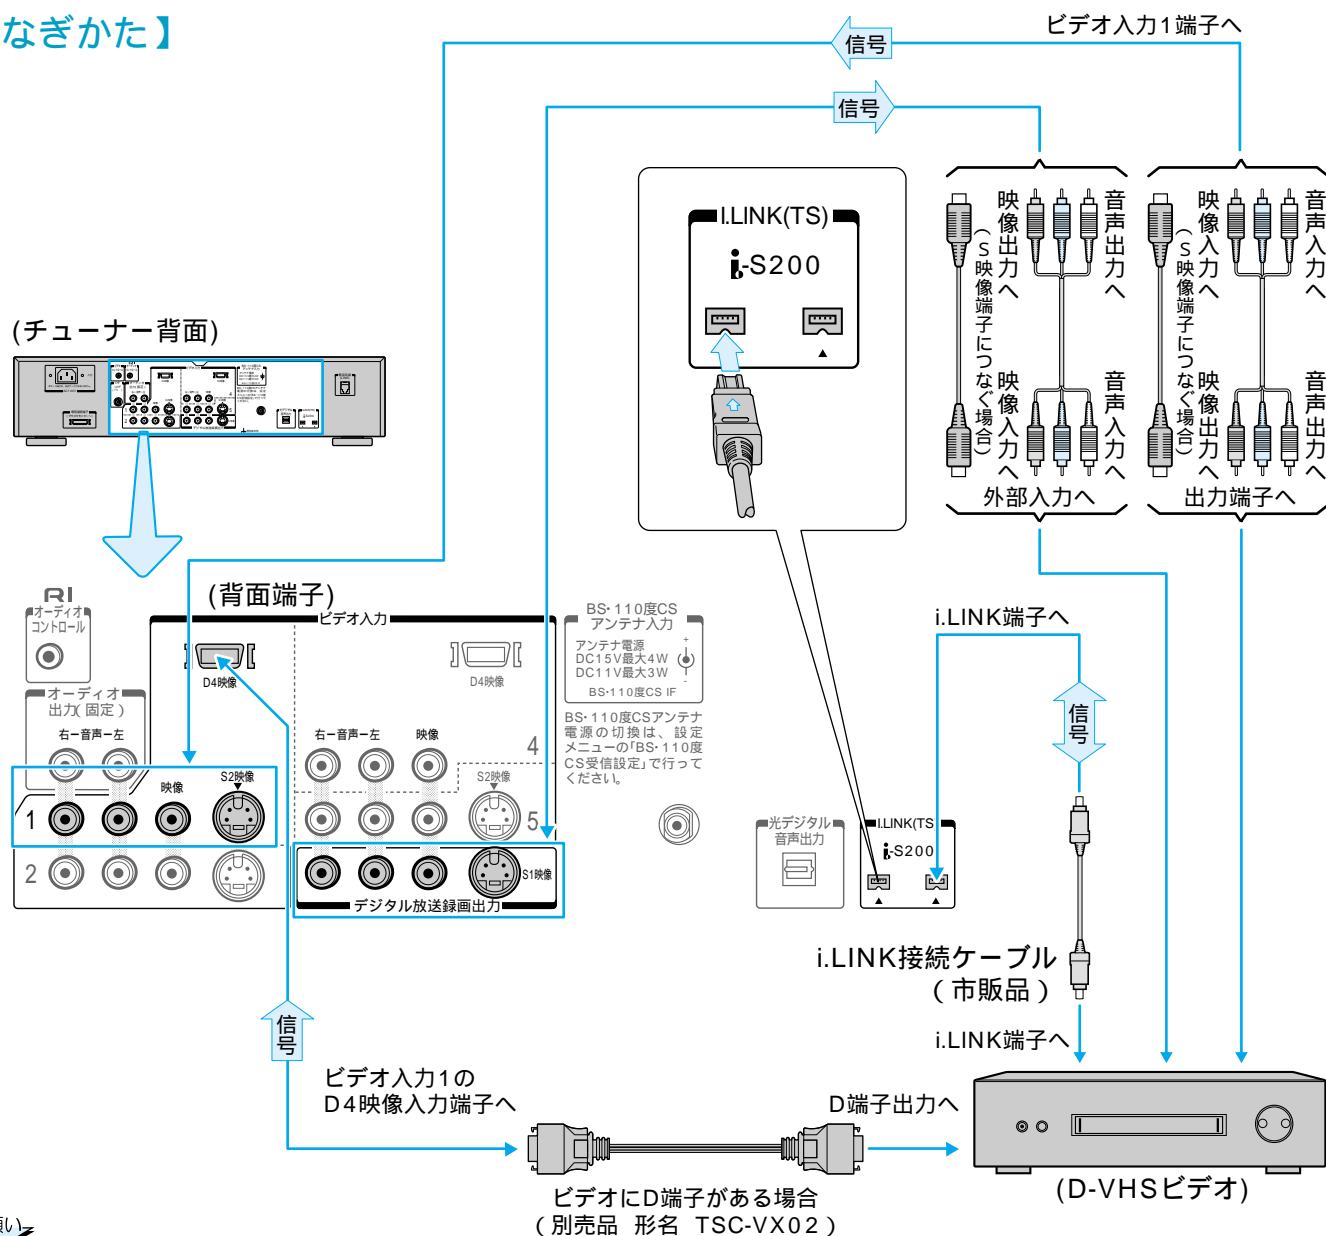 なぎかた】
信号
ビデオ入力1端子へ
信号
I.LINK(TS)
i-S200
映像出力へ
(S映像端子につなぐ場合)
音声出力へ
映像入力へ
(S映像端子につなぐ場合)
音声入力へ
映像入力へ
音声入力へ
映像出力へ
音声出力へ
外部入力へ
出力端子へ
(チューナー背面)
(背面端子)
RI
オーディオ
コントロール
ビデオ入力
D4映像
D4映像
BS・110度CS
アンテナ入力
アンテナ電源
DC15V最大4W
DC11V最大3W
BS・110度CS IF
BS・110度CSアンテナ
電源の切換は、設定
メニューの「BS・110度
CS受信設定」で行って
ください。
オーディオ
出力(固定)
右ー音声ー左
右ー音声ー左
映像
4
映像
S2映像
S2映像
1
5
2
S1映像
デジタル放送録画出力
光デジタル
音声出力
I.LINK(TS
i-S200
i.LINK端子へ
信号
i.LINK接続ケーブル
(市販品)
i.LINK端子へ
信号
ビデオ入力1の
D4映像入力端子へ
D端子出力へ
ビデオにD端子がある場合
(別売品 形名 TSC-VX02)
(D-VHSビデオ)
願い